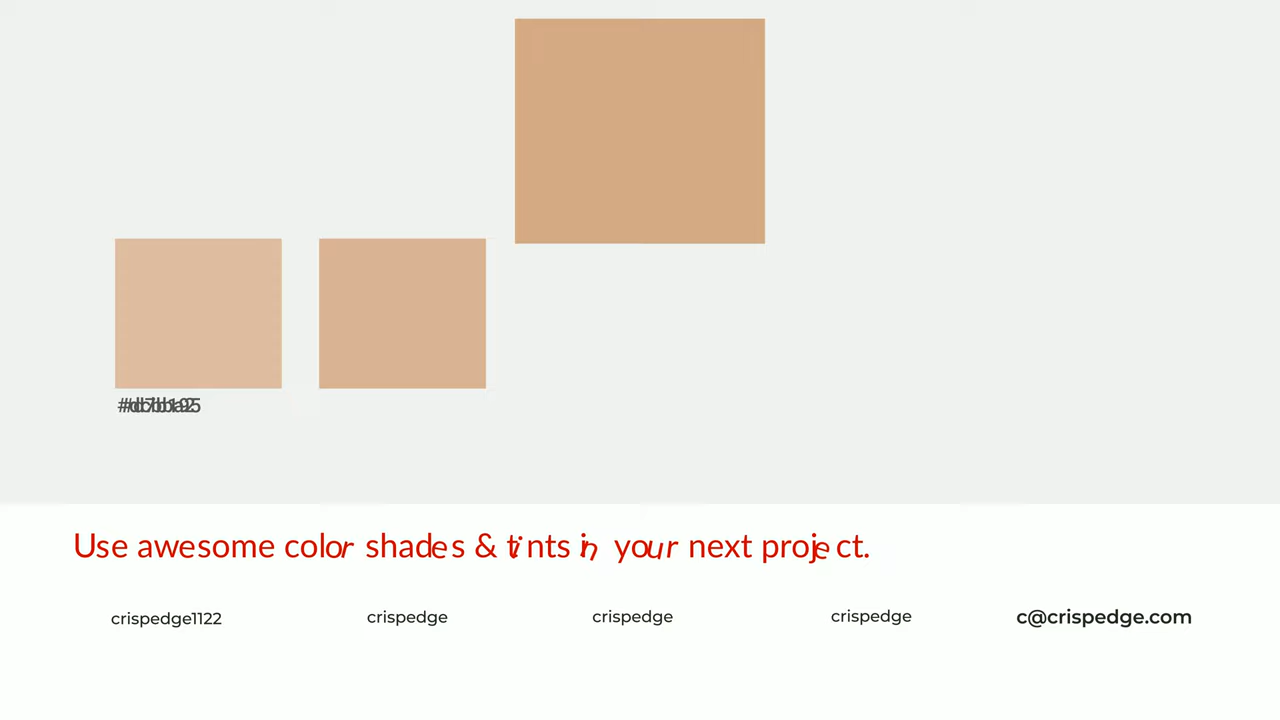 Use awesome color shades & tints in your next project.
crispedge1122 crispedge crispedge crispedge c@crispedge.com